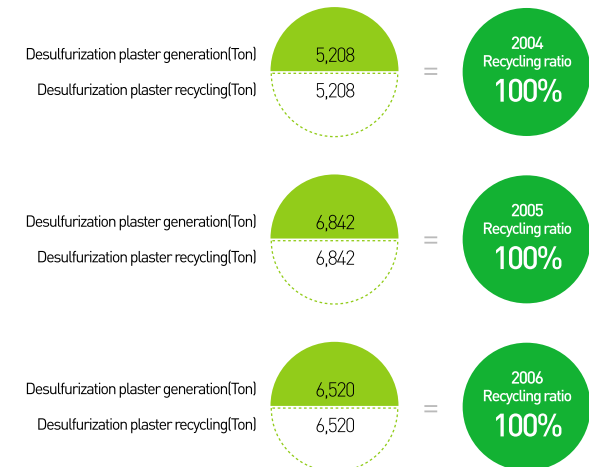 Desulfurization plaster generation(Ton)
5,208
Desulfurization plaster recycling(Ton)
5,208
=
2004
Recycling ratio
100%
Desulfurization plaster generation(Ton)
6,842
Desulfurization plaster recycling(Ton)
6,842
=
2005
Recycling ratio
100%
Desulfurization plaster generation(Ton)
6,520
Desulfurization plaster recycling(Ton)
6,520
=
2006
Recycling ratio
100%